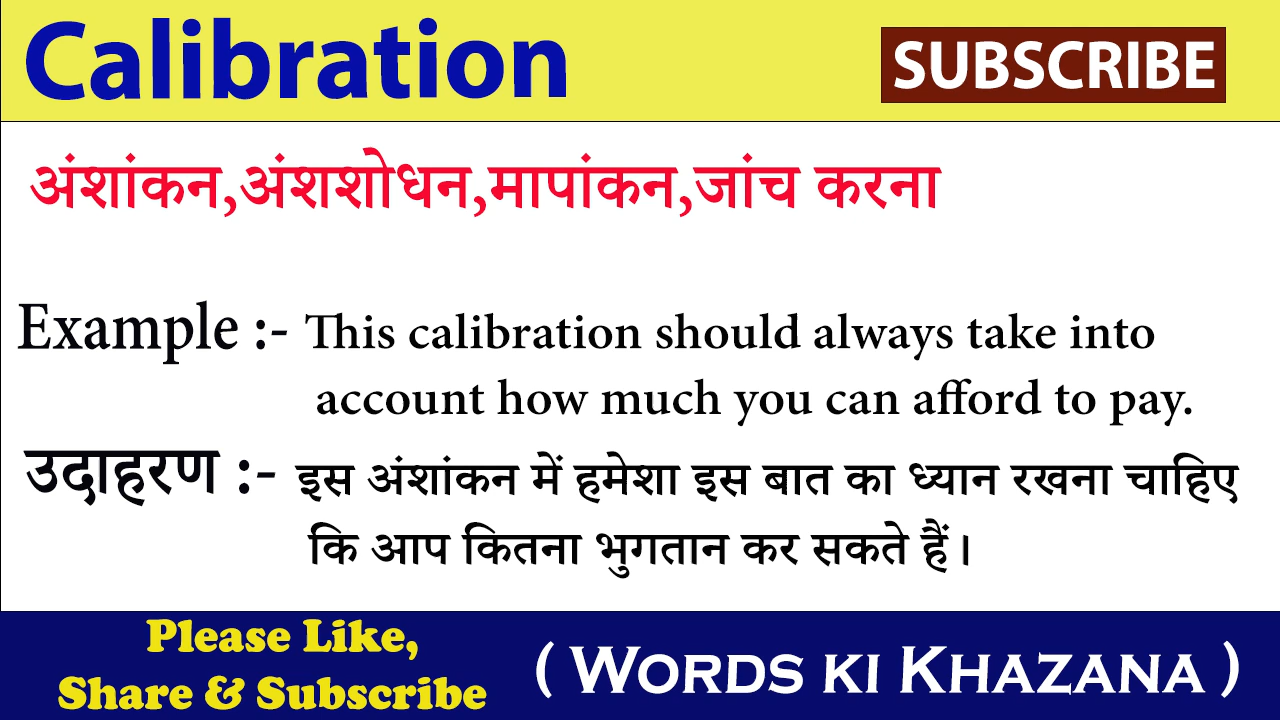 Calibration
SUBSCRIBE
अंशांकन,अंशशोधन,मापांकन,जांच करना
Example :- This calibration should always take into
account how much you can afford to pay.
उदाहरण :- इस अंशांकन में हमेशा इस बात का ध्यान रखना चाहिए
कि आप कितना भुगतान कर सकते हैं।
Please Like,
Share & Subscribe
( WORDS KI KHAZANA )